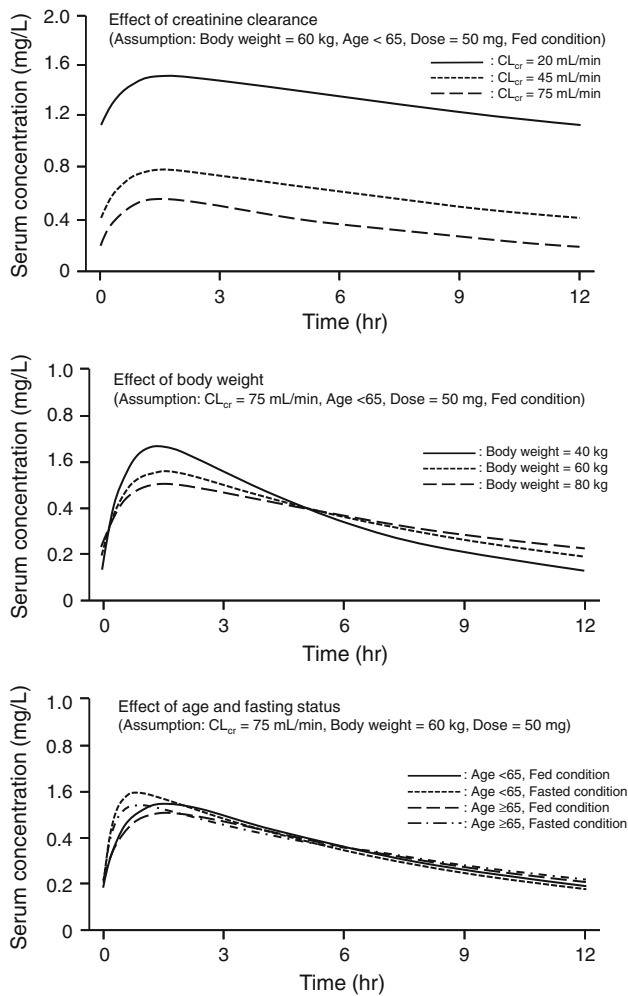 Effect of creatinine clearance
(Assumption: Body weight = 60 kg, Age < 65, Dose = 50 mg, Fed condition)
: CLcr = 20 mL/min
: CLcr = 45 mL/min
: CLcr = 75 mL/min
Serum concentration (mg/L)
2.0
1.6
1.2
0.8
0.4
0
0 3 6 9 12
Time (hr)
Effect of body weight
(Assumption: CLcr = 75 mL/min, Age <65, Dose = 50 mg, Fed condition)
: Body weight = 40 kg
: Body weight = 60 kg
: Body weight = 80 kg
Serum concentration (mg/L)
1.0
0.8
1.6
0.4
0.2
0
0 3 6 9 12
Time (hr)
Effect of age and fasting status
(Assumption: CLcr = 75 mL/min, Body weight = 60 kg, Dose = 50 mg)
: Age <65, Fed condition
: Age <65, Fasted condition
: Age ≥65, Fed condition
: Age ≥65, Fasted condition
Serum concentration (mg/L)
1.0
0.8
1.6
0.4
0.2
0
0 3 6 9 12
Time (hr)